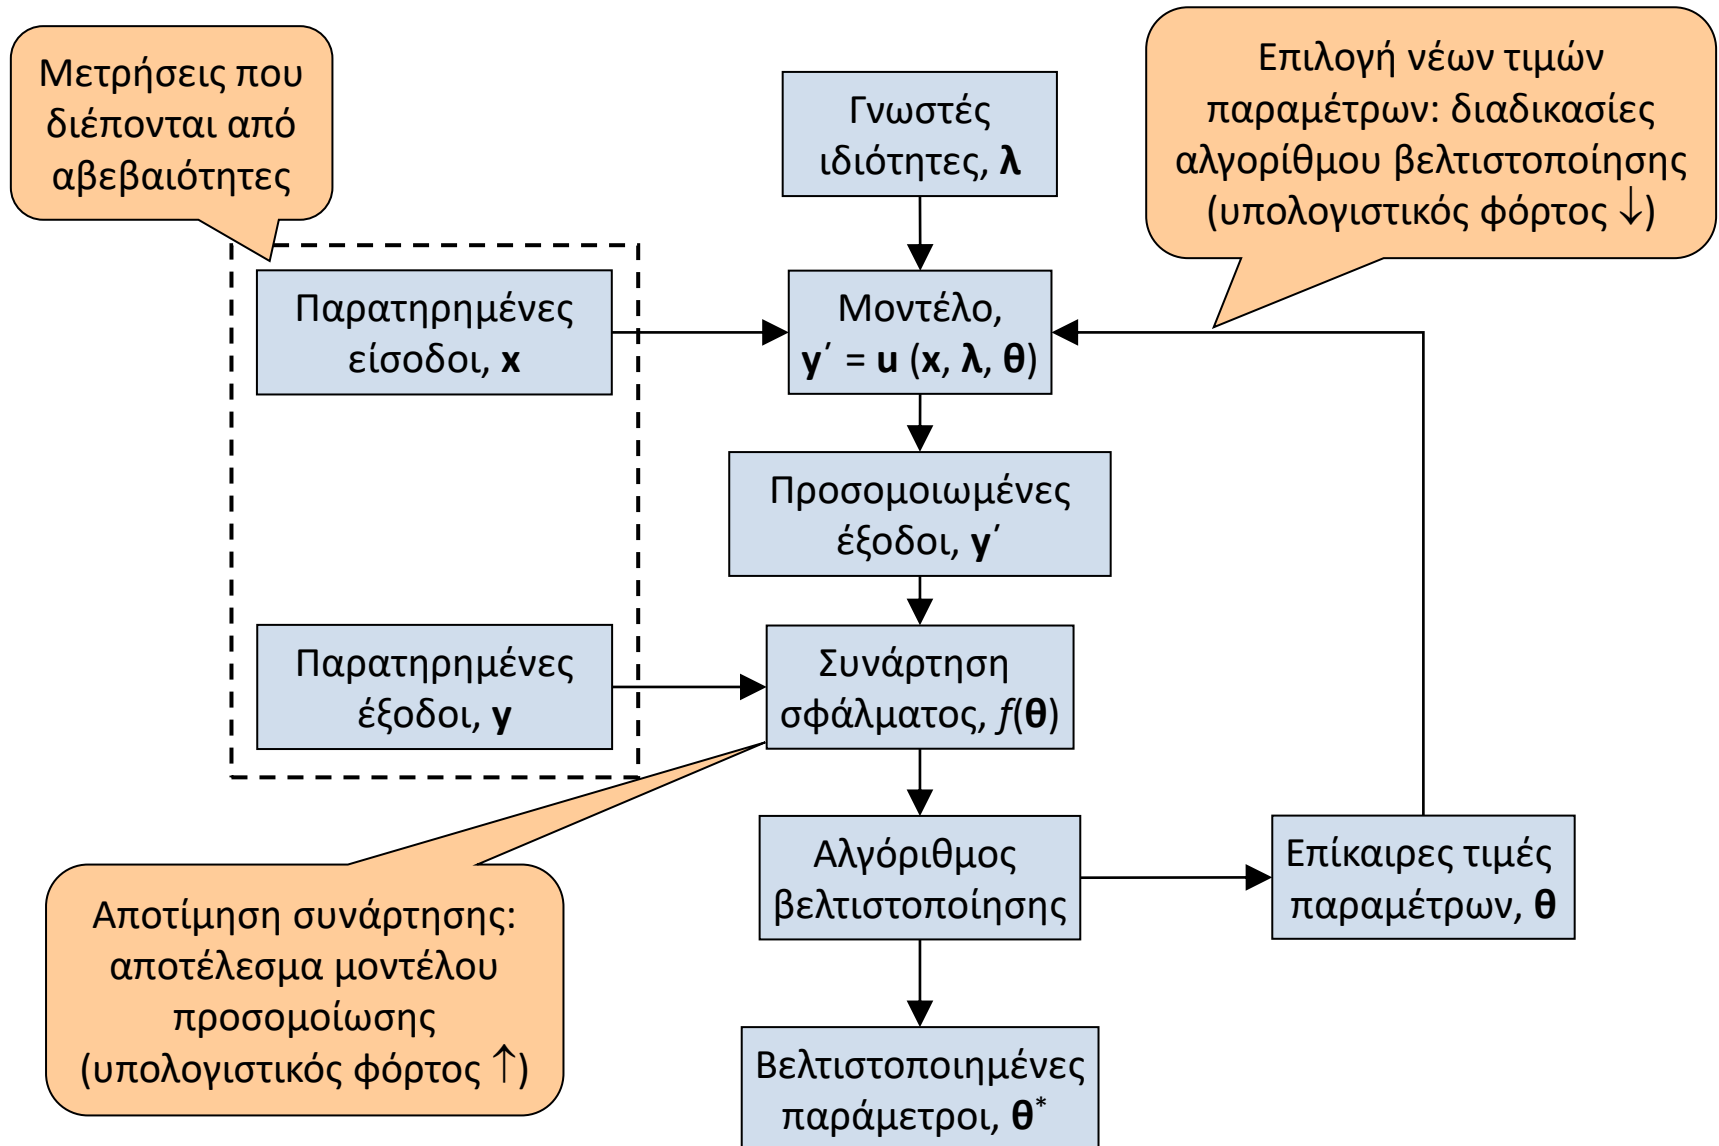 Μετρήσεις που
διέπονται από
αβεβαιότητες
Γνωστές
ιδιότητες, λ
Επιλογή νέων τιμών
παραμέτρων: διαδικασίες
αλγορίθμου βελτιστοποίησης
(υπολογιστικός φόρτος ↓)
Παρατηρημένες
είσοδοι, x
Μοντέλο,
y΄ = u (x, λ, θ)
Προσομοιωμένες
έξοδοι, y΄
Παρατηρημένες
έξοδοι, y
Συνάρτηση
σφάλματος, f(θ)
Αλγόριθμος
βελτιστοποίησης
Επίκαιρες τιμές
παραμέτρων, θ
Αποτίμηση συνάρτησης:
αποτέλεσμα μοντέλου
προσομοίωσης
(υπολογιστικός φόρτος ↑)
Βελτιστοποιημένες
παράμετροι, θ*